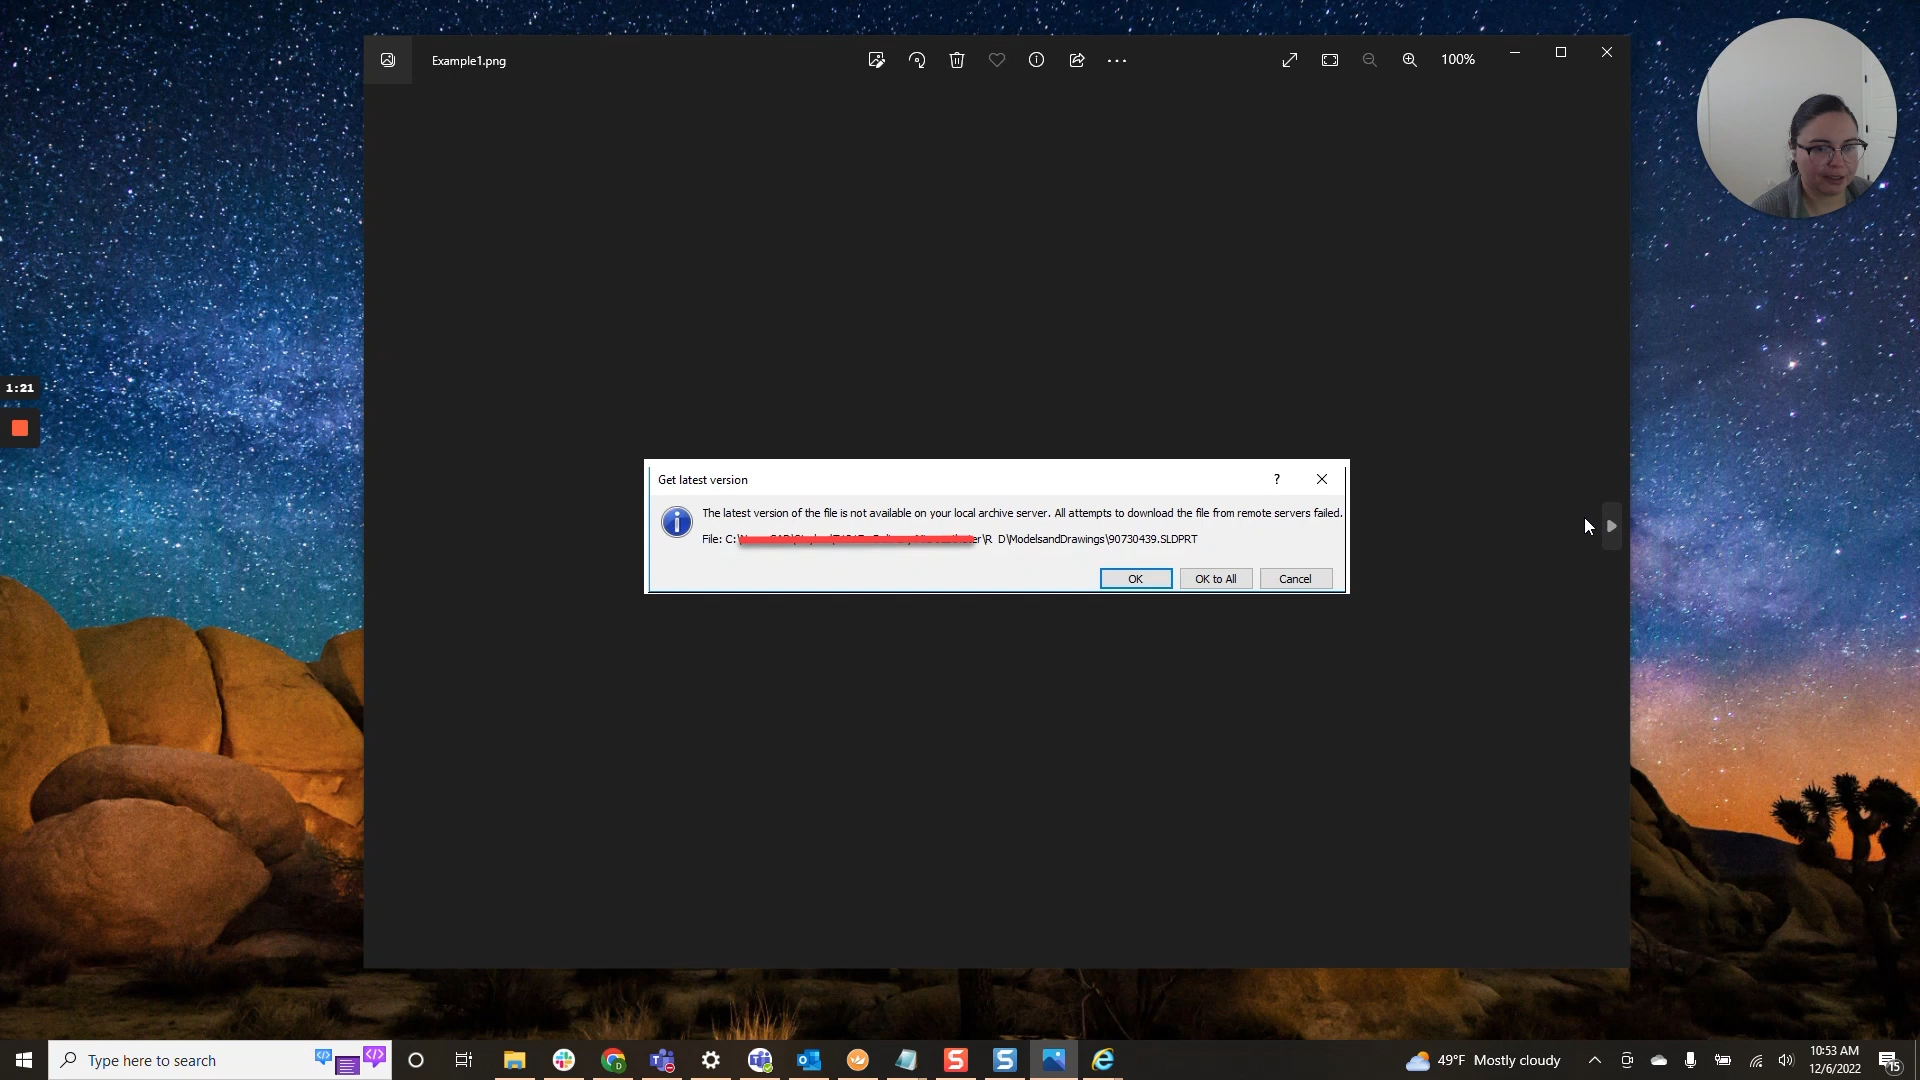 Example1.png
100%
1:21
Get latest version
?
The latest version of the file is not available on your local archive server. All attempts to download the file from remote servers failed.
File: C:\ \R D\ModelsandDrawings\90730439.SLDPRT
OK
OK to All
Cancel
Type here to search
49°F Mostly cloudy
10:53 AM
12/6/2022
15